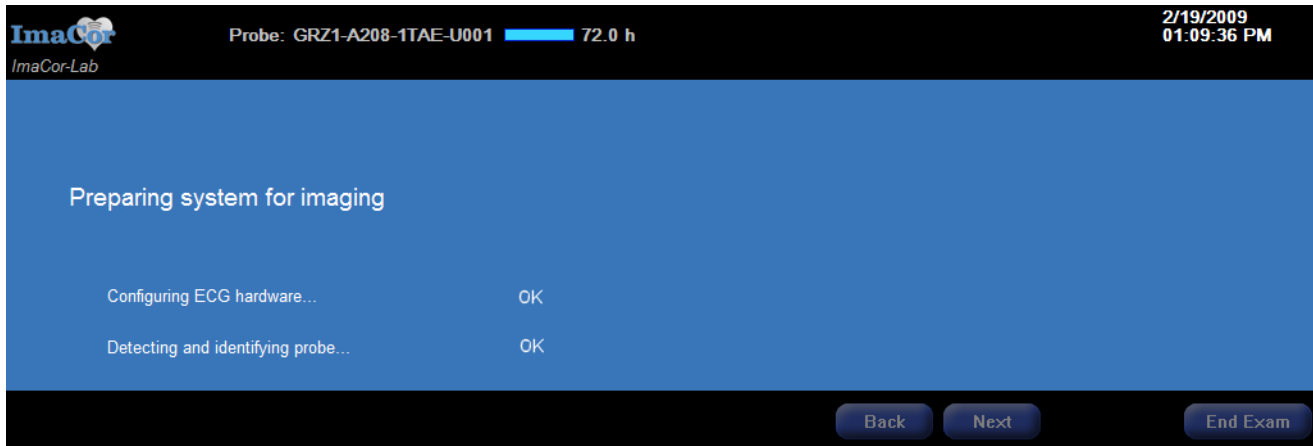 ImaCor
Probe: GRZ1-A208-1TAE-U001 72.0 h
2/19/2009
01:09:36 PM
ImaCor-Lab
Preparing system for imaging
Configuring ECG hardware... OK
Detecting and identifying probe... OK
Back Next End Exam